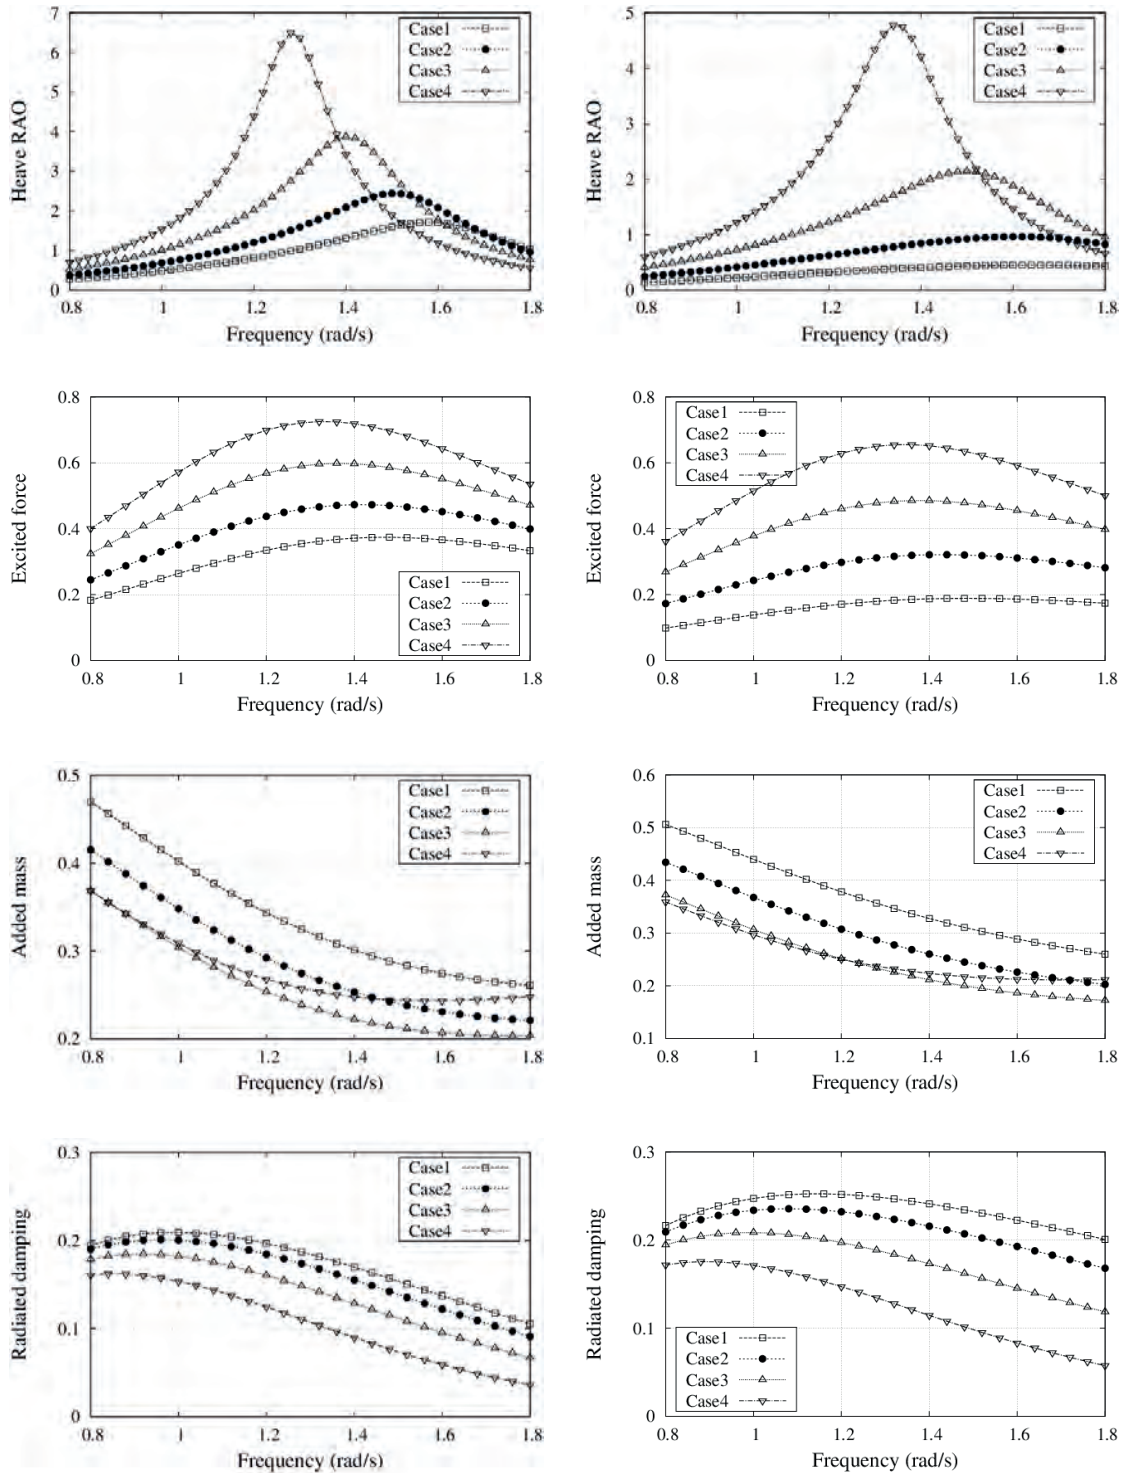 Heave RAO
7
6
5
4
3
2
1
0
Case1
Case2
Case3
Case4
0.8 1 1.2 1.4 1.6 1.8
Frequency (rad/s)
Heave RAO
5
4
3
2
1
0
Case1
Case2
Case3
Case4
0.8 1 1.2 1.4 1.6 1.8
Frequency (rad/s)
Excited force
0.8
0.6
0.4
0.2
0
Case1
Case2
Case3
Case4
0.8 1 1.2 1.4 1.6 1.8
Frequency (rad/s)
Excited force
0.8
0.6
0.4
0.2
0
Case1
Case2
Case3
Case4
0.8 1 1.2 1.4 1.6 1.8
Frequency (rad/s)
Added mass
0.5
0.4
0.3
0.2
Case1
Case2
Case3
Case4
0.8 1 1.2 1.4 1.6 1.8
Frequency (rad/s)
Added mass
0.6
0.5
0.4
0.3
0.2
0.1
Case1
Case2
Case3
Case4
0.8 1 1.2 1.4 1.6 1.8
Frequency (rad/s)
Radiated damping
0.3
0.2
0.1
0
Case1
Case2
Case3
Case4
0.8 1 1.2 1.4 1.6 1.8
Frequency (rad/s)
Radiated damping
0.3
0.2
0.1
0
Case1
Case2
Case3
Case4
0.8 1 1.2 1.4 1.6 1.8
Frequency (rad/s)